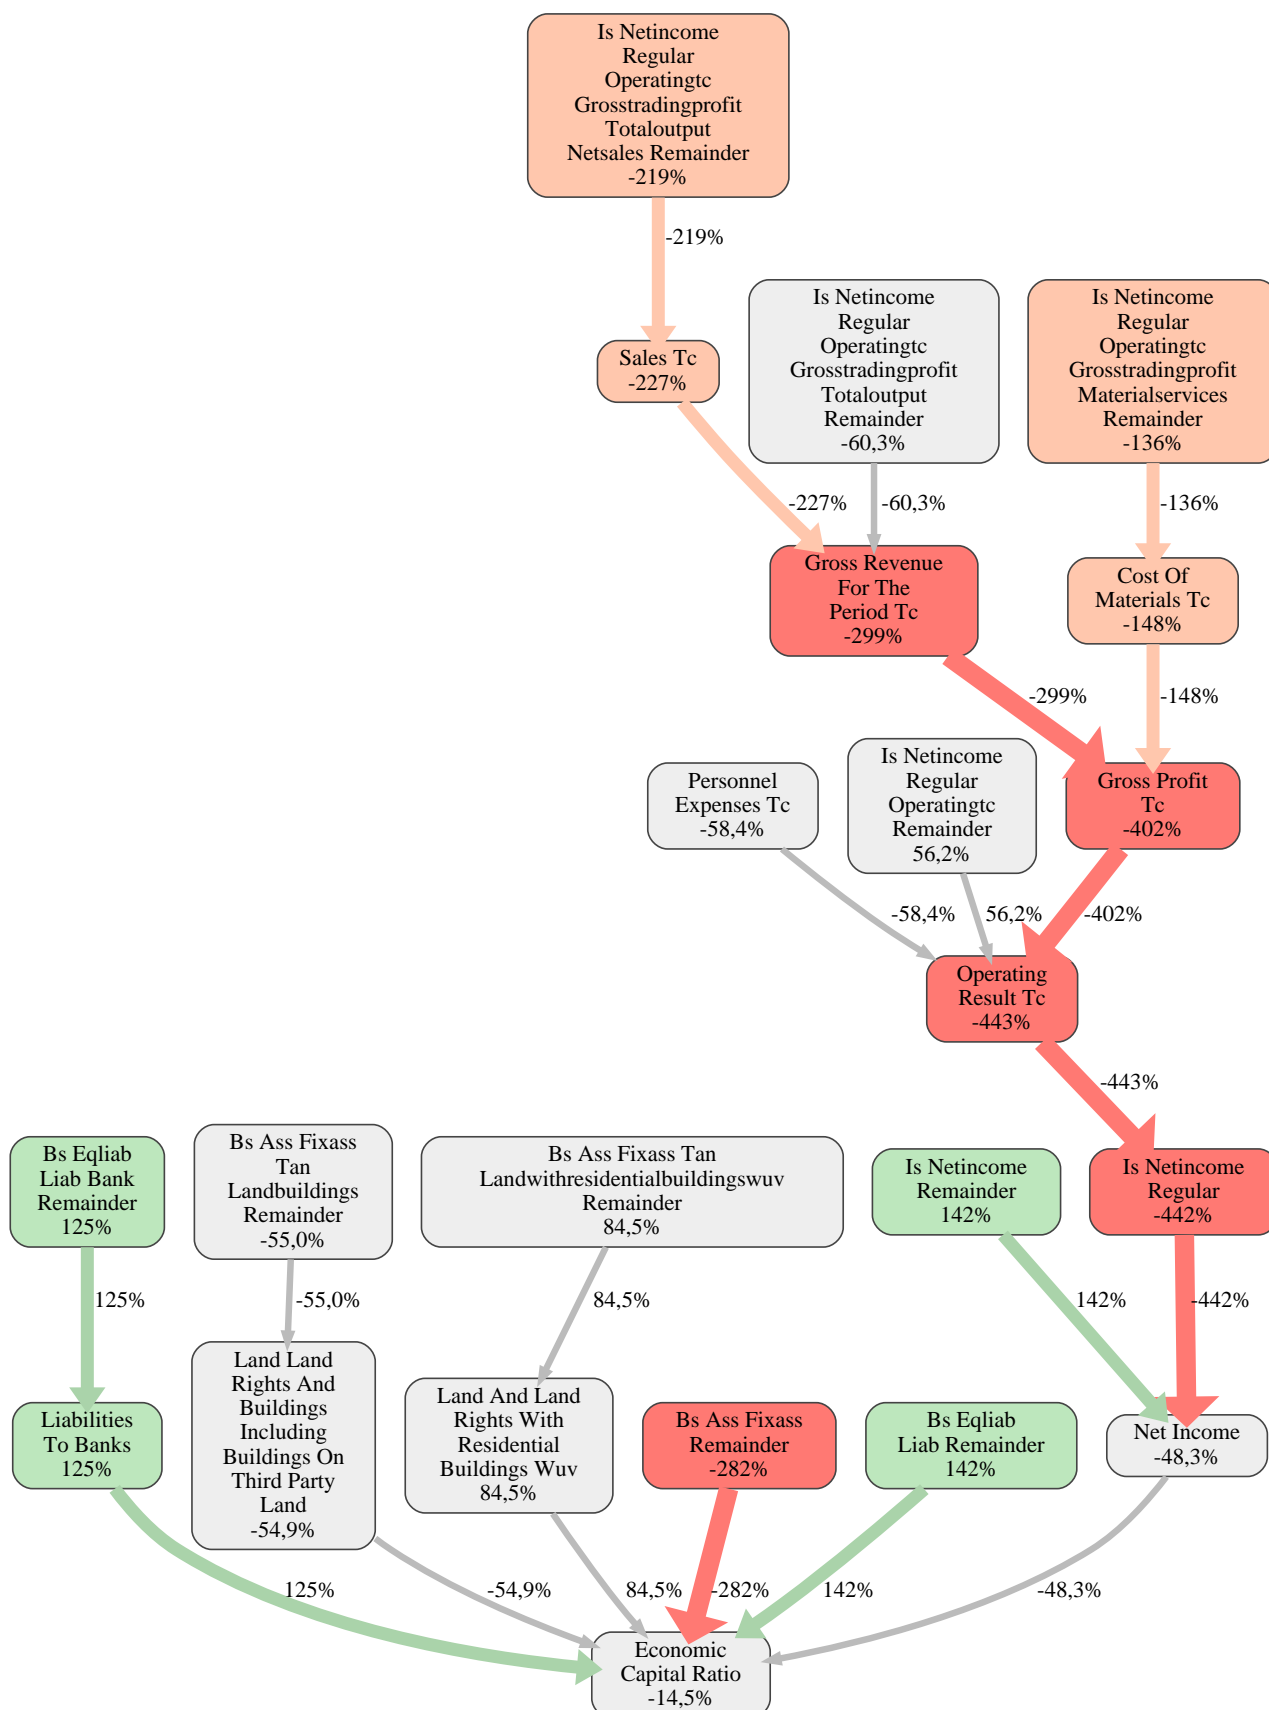 Is Netincome
Regular
Operatingtc
Grosstradingprofit
Totaloutput
Netsales Remainder
-219%
-219%
Is Netincome
Regular
Operatingtc
Grosstradingprofit
Totaloutput
Remainder
-60,3%
Is Netincome
Regular
Operatingtc
Grosstradingprofit
Materialservices
Remainder
-136%
Sales Tc
-227%
-227%
-60,3%
-136%
Gross Revenue
For The
Period Tc
-299%
Cost Of
Materials Tc
-148%
-299%
-148%
Personnel
Expenses Tc
-58,4%
Is Netincome
Regular
Operatingtc
Remainder
56,2%
Gross Profit
Tc
-402%
-58,4%
56,2%
-402%
Operating
Result Tc
-443%
-443%
Bs Eqliab
Liab Bank
Remainder
125%
Bs Ass Fixass
Tan
Landbuildings
Remainder
-55,0%
Bs Ass Fixass Tan
Landwithresidentialbuildingswuv
Remainder
84,5%
Is Netincome
Remainder
142%
Is Netincome
Regular
-442%
125%
-55,0%
84,5%
142%
-442%
Liabilities
To Banks
125%
Land Land
Rights And
Buildings
Including
Buildings On
Third Party
Land
-54,9%
Land And Land
Rights With
Residential
Buildings Wuv
84,5%
Bs Ass Fixass
Remainder
-282%
Bs Eqliab
Liab Remainder
142%
Net Income
-48,3%
125%
-54,9%
84,5%
-282%
142%
-48,3%
Economic
Capital Ratio
-14,5%